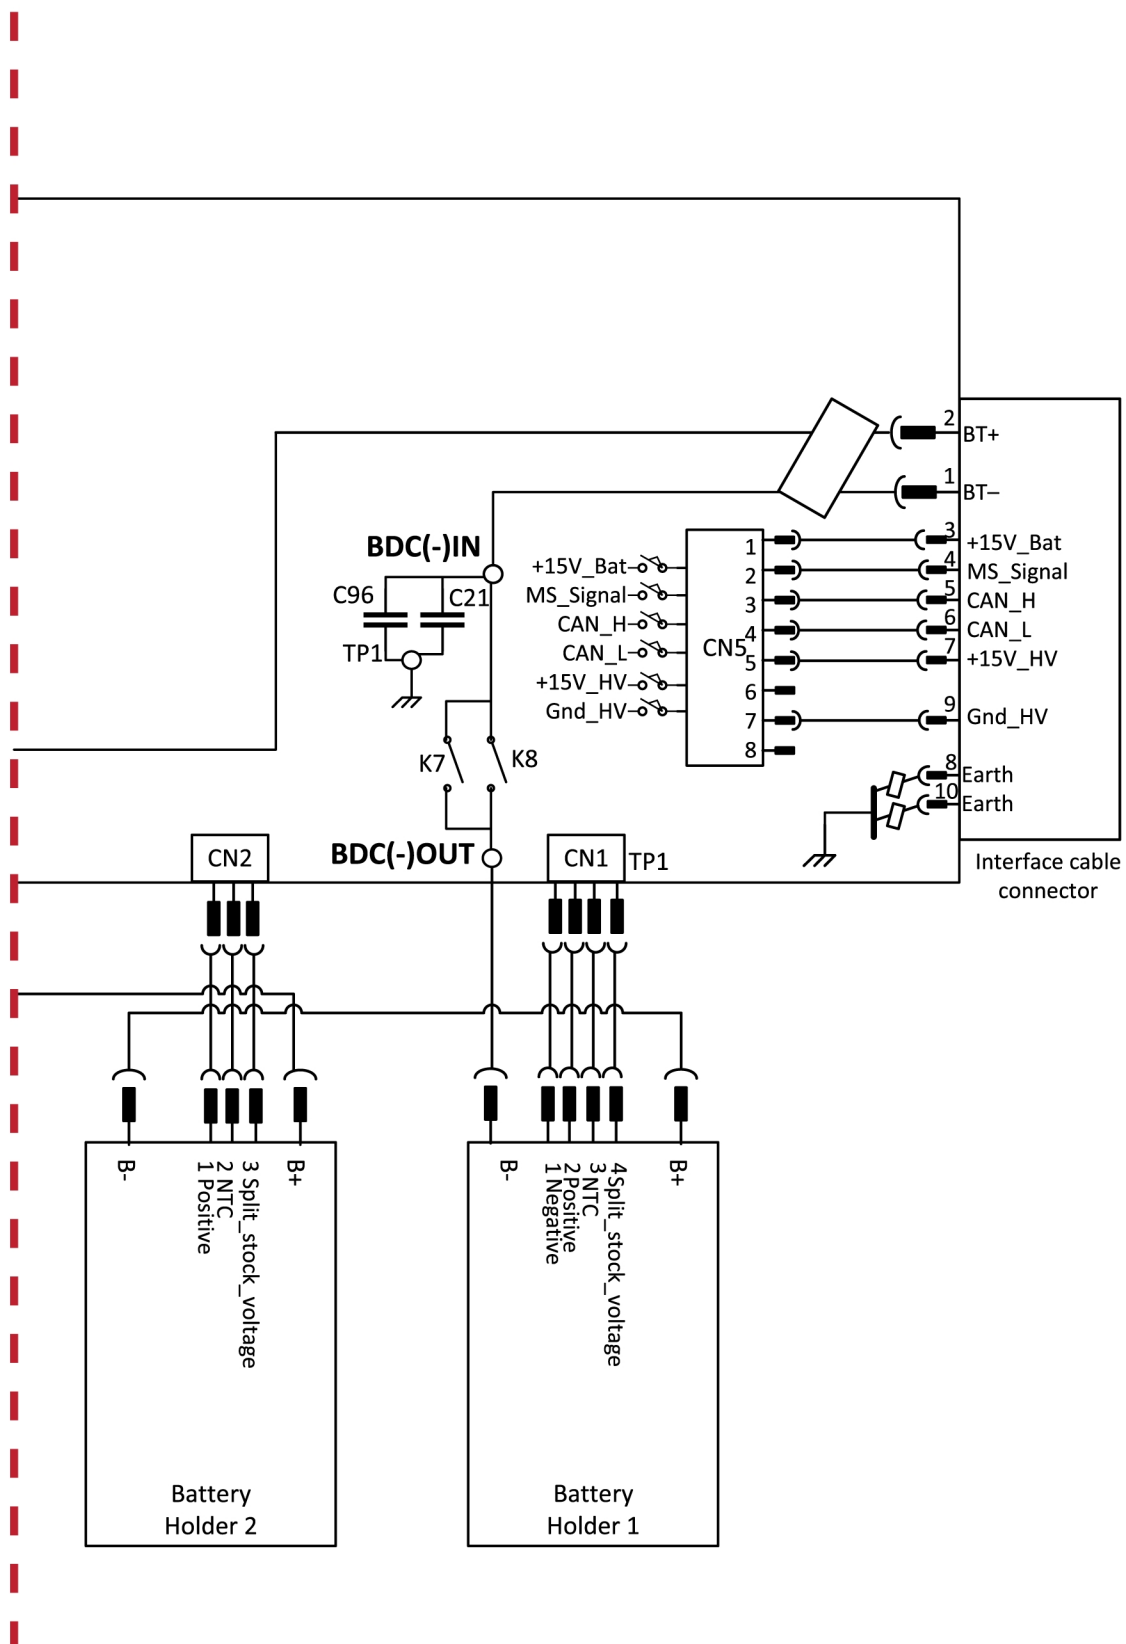 2
BT+
1
BT–
BDC(-)IN
3
+15V_Bat
+15V_Bat
1
4
MS_Signal
MS_Signal
2
5
CAN_H
CAN_H
3
6
CAN_L
CAN_L
4
CN5
7
+15V_HV
+15V_HV
5
6
9
Gnd_HV
Gnd_HV
7
8
C96
C21
TP1
K7
K8
8
Earth
10
Earth
Interface cable
connector
CN2
BDC(-)OUT
CN1
TP1
B-
1 Positive
2 NTC
3 Split_stock_voltage
B+
B-
1 Negative
2 Positive
3 NTC
4 Split_stock_voltage
B+
Battery
Holder 2
Battery
Holder 1